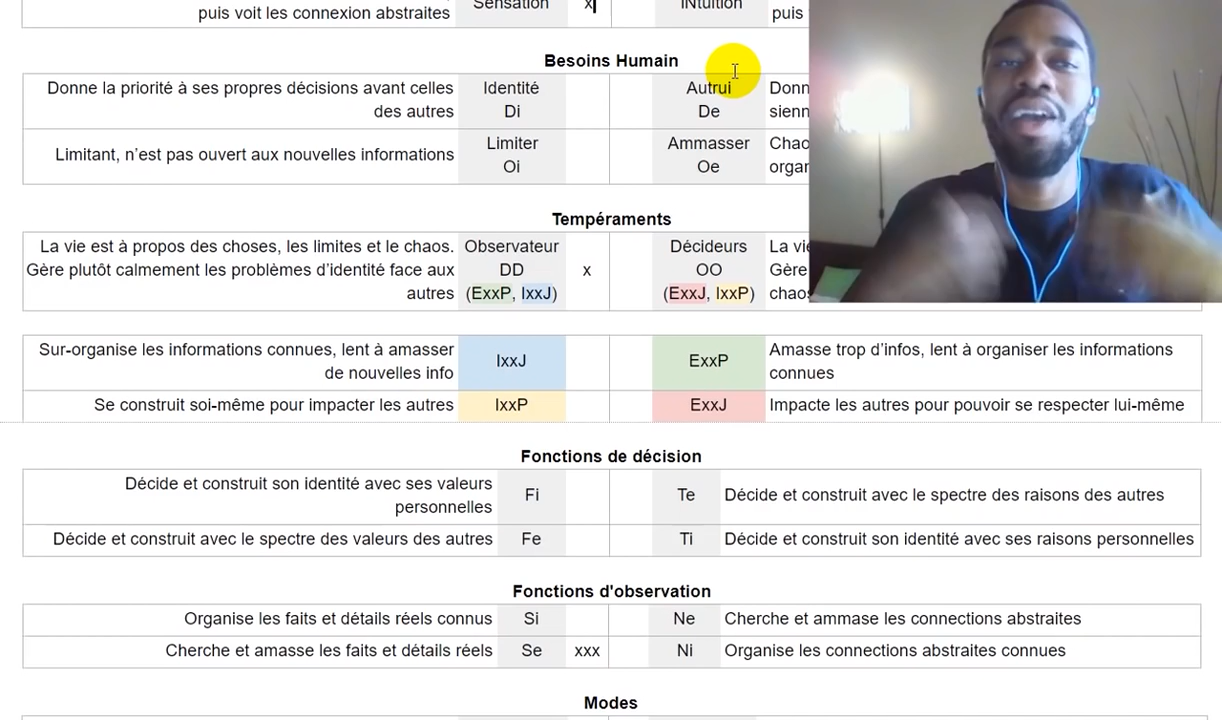 puis voit les connexion abstraites
Sensation
x
INtuition
puis
Besoins Humain
Donne la priorité à ses propres décisions avant celles
des autres
Identité
Di
Autrui
De
Donn
sienn
Limitant, n’est pas ouvert aux nouvelles informations
Limiter
Oi
Ammasser
Oe
Chao
organ
Tempéraments
La vie est à propos des choses, les limites et le chaos.
Gère plutôt calmement les problèmes d’identité face aux
autres
Observateur
DD
(ExxP, IxxJ)
x
Décideurs
OO
(ExxJ, IxxP)
La vie
Gère
chaos
Sur-organise les informations connues, lent à amasser
de nouvelles info
IxxJ
ExxP
Amasse trop d’infos, lent à organiser les informations
connues
Se construit soi-même pour impacter les autres
IxxP
ExxJ
Impacte les autres pour pouvoir se respecter lui-même
Fonctions de décision
Décide et construit son identité avec ses valeurs
personnelles
Fi
Te
Décide et construit avec le spectre des raisons des autres
Décide et construit avec le spectre des valeurs des autres
Fe
Ti
Décide et construit son identité avec ses raisons personnelles
Fonctions d'observation
Organise les faits et détails réels connus
Si
Ne
Cherche et ammase les connections abstraites
Cherche et amasse les faits et détails réels
Se
xxx
Ni
Organise les connections abstraites connues
Modes